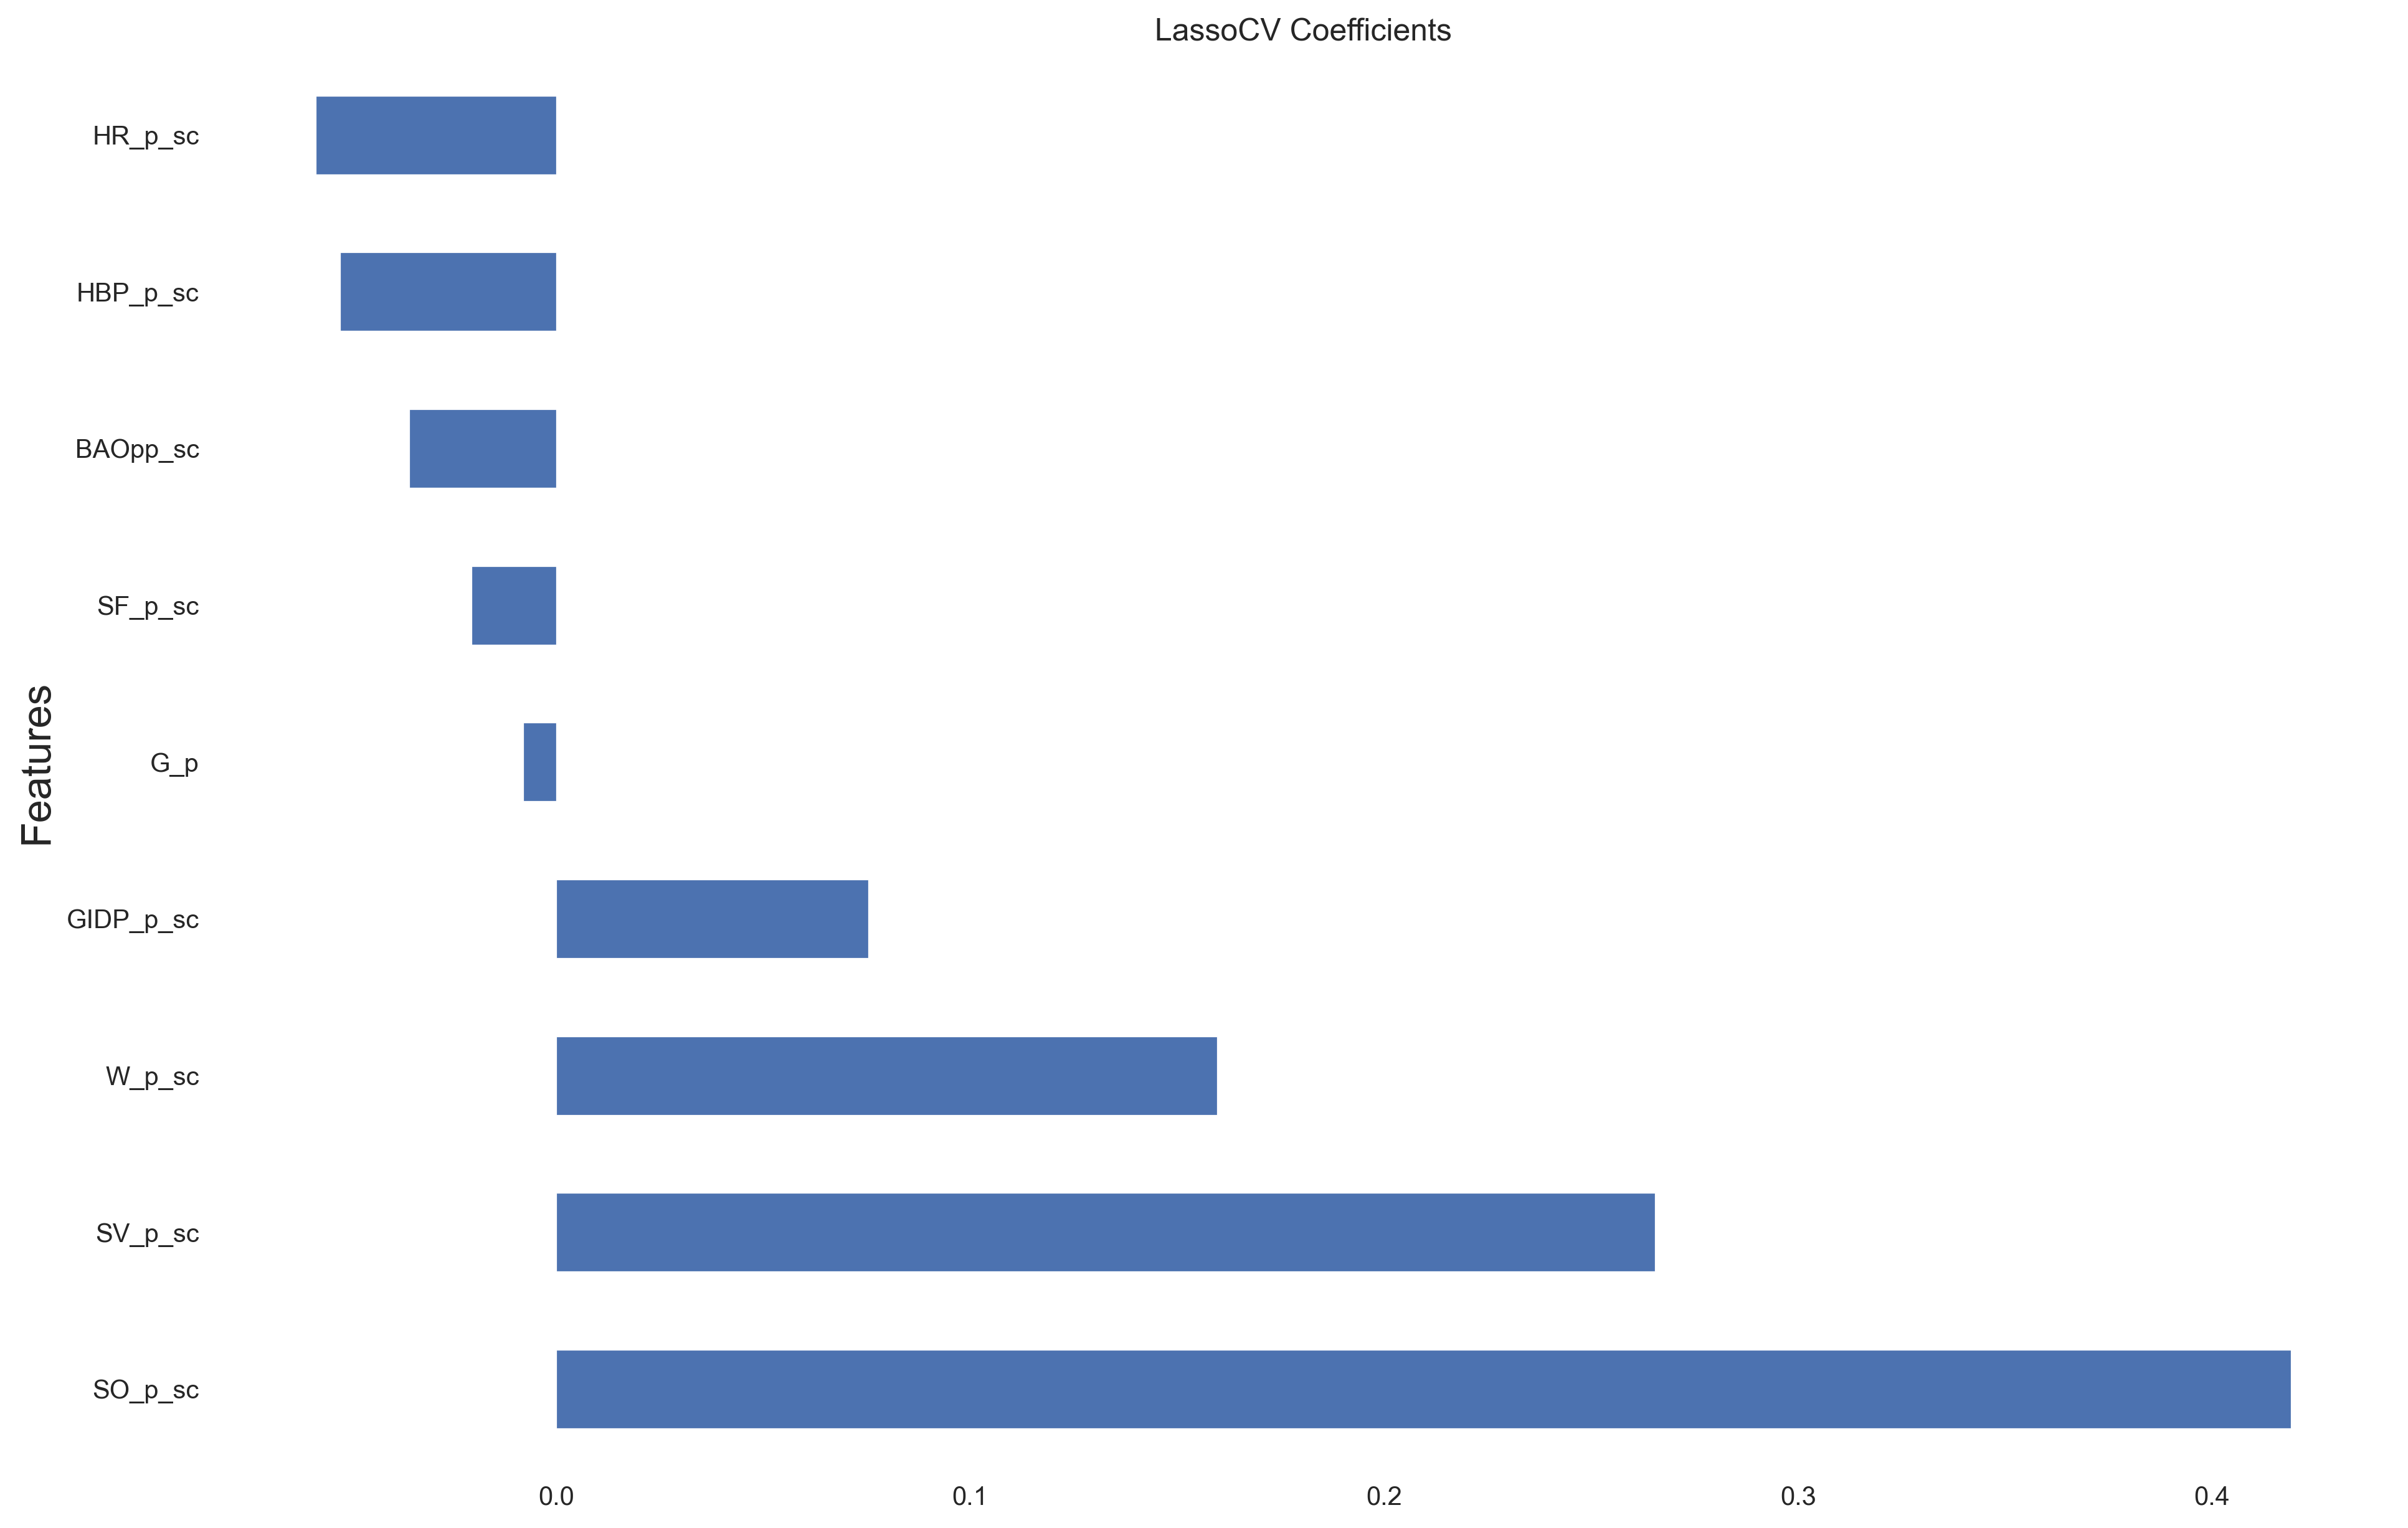 LassoCV Coefficients
HR_p_sc
HBP_p_sc
BAOpp_sc
SF_p_sc
G_p
GIDP_p_sc
W_p_sc
SV_p_sc
SO_p_sc
Features
0.0 0.1 0.2 0.3 0.4